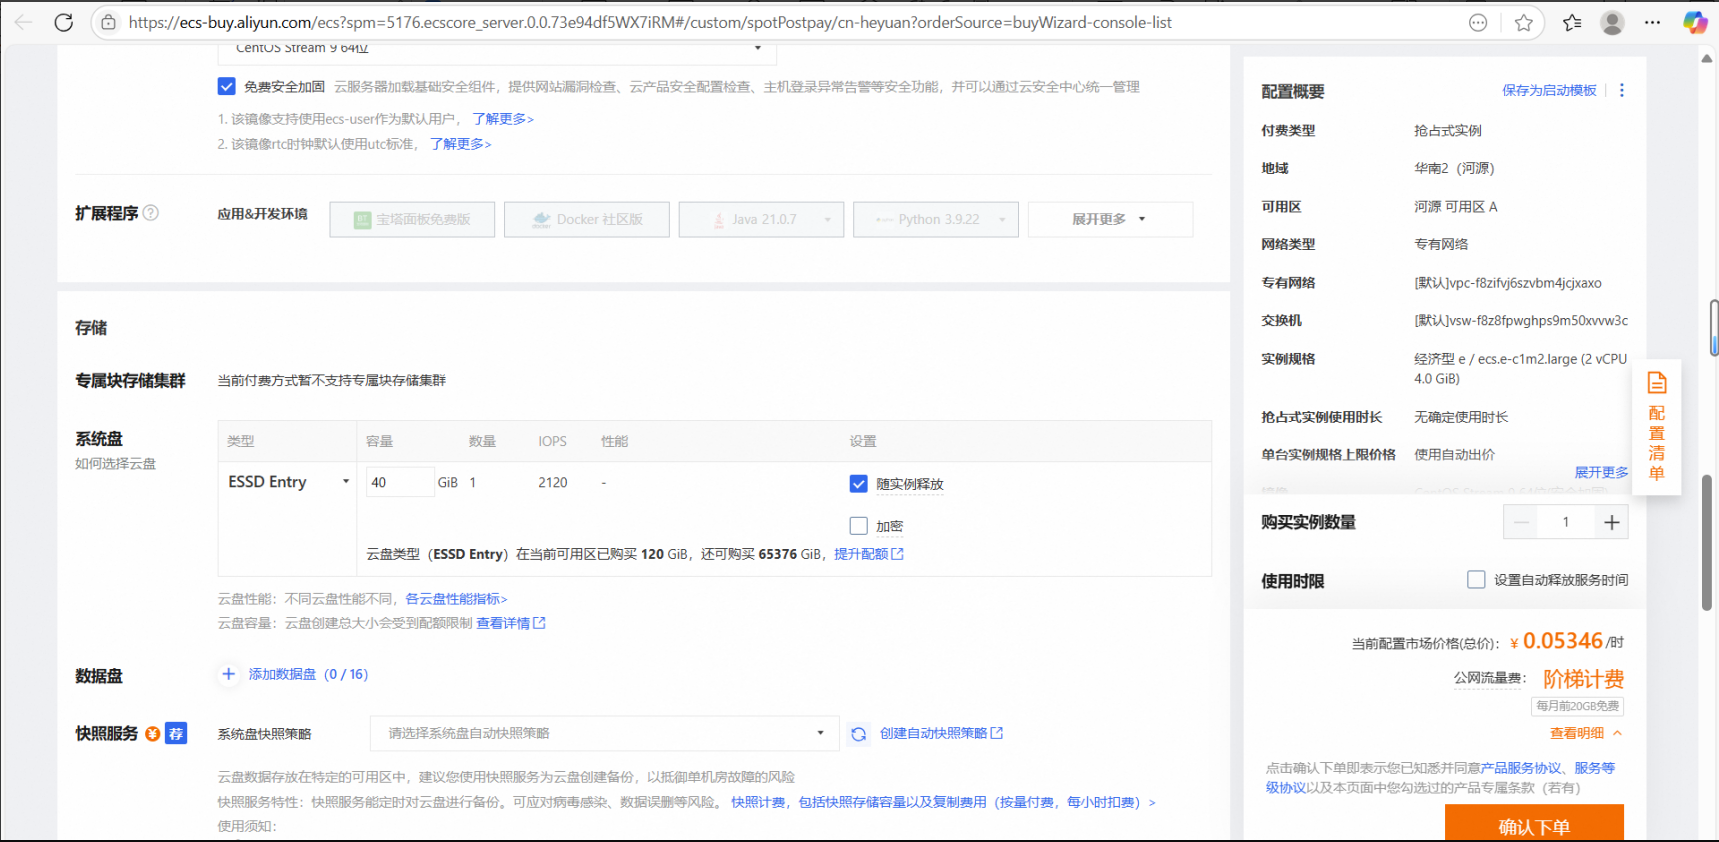 https://ecs-buy.aliyun.com/ecs?spm=5176.ecscore_server.0.0.73e94df5WX7iRM#/custom/spotPostpay/cn-heyuan?orderSource=buyWizard-console-list
CentOS Stream 9 64位
免费安全加固 云服务器加载基础安全组件，提供网站漏洞检查、云产品安全配置检查、主机登录异常告警等安全功能，并可以通过云安全中心统一管理
1. 该镜像支持使用ecs-user作为默认用户， 了解更多>
2. 该镜像rtc时钟默认使用utc标准， 了解更多>
扩展程序 ?
应用&开发环境
宝塔面板免费版
Docker 社区版
Java 21.0.7
Python 3.9.22
展开更多
存储
专属块存储集群 当前付费方式暂不支持专属块存储集群
系统盘
如何选择云盘
类型 容量 数量 IOPS 性能 设置
ESSD Entry 40 GiB 1 2120 - 随实例释放
加密
云盘类型（ESSD Entry）在当前可用区已购买 120 GiB，还可购买 65376 GiB，提升配额
云盘性能：不同云盘性能不同，各云盘性能指标>
云盘容量：云盘创建总大小会受到配额限制 查看详情
数据盘 + 添加数据盘（0 / 16）
快照服务 ¥ 荐 系统盘快照策略 请选择系统盘自动快照策略 创建自动快照策略
云盘数据存放在特定的可用区中，建议您使用快照服务为云盘创建备份，以抵御单机房故障的风险
快照服务特性：快照服务能定时对云盘进行备份。可应对病毒感染、数据误删等风险。 快照计费，包括快照存储容量以及复制费用（按量付费，每小时扣费）>
使用须知：
配置概要 保存为启动模板
付费类型 抢占式实例
地域 华南2（河源）
可用区 河源 可用区 A
网络类型 专有网络
专有网络 [默认]vpc-f8zifvj6szvbm4jcjxaxo
交换机 [默认]vsw-f8z8fpwghps9m50xvvw3c
实例规格 经济型 e / ecs.e-c1m2.large (2 vCPU
4.0 GiB)
抢占式实例使用时长 无确定使用时长
单台实例规格上限价格 使用自动出价
展开更多
购买实例数量 1
使用时限 设置自动释放服务时间
当前配置市场价格(总价)： ¥ 0.05346 /时
公网流量费： 阶梯计费
每月前20GB免费
查看明细
点击确认下单即表示您已知悉并同意产品服务协议、服务等
级协议以及本页面中您勾选过的产品专属条款（若有）
确认下单
配
置
清
单